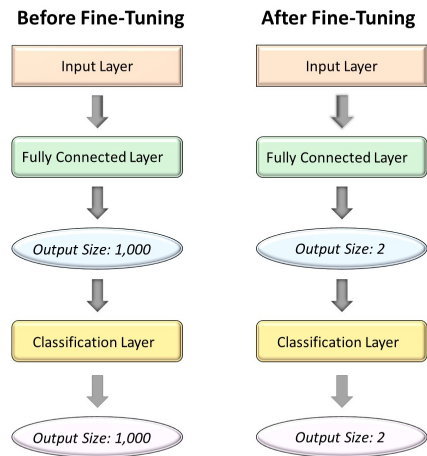 Before Fine-Tuning
Input Layer
Fully Connected Layer
Output Size: 1,000
Classification Layer
Output Size: 1,000
After Fine-Tuning
Input Layer
Fully Connected Layer
Output Size: 2
Classification Layer
Output Size: 2